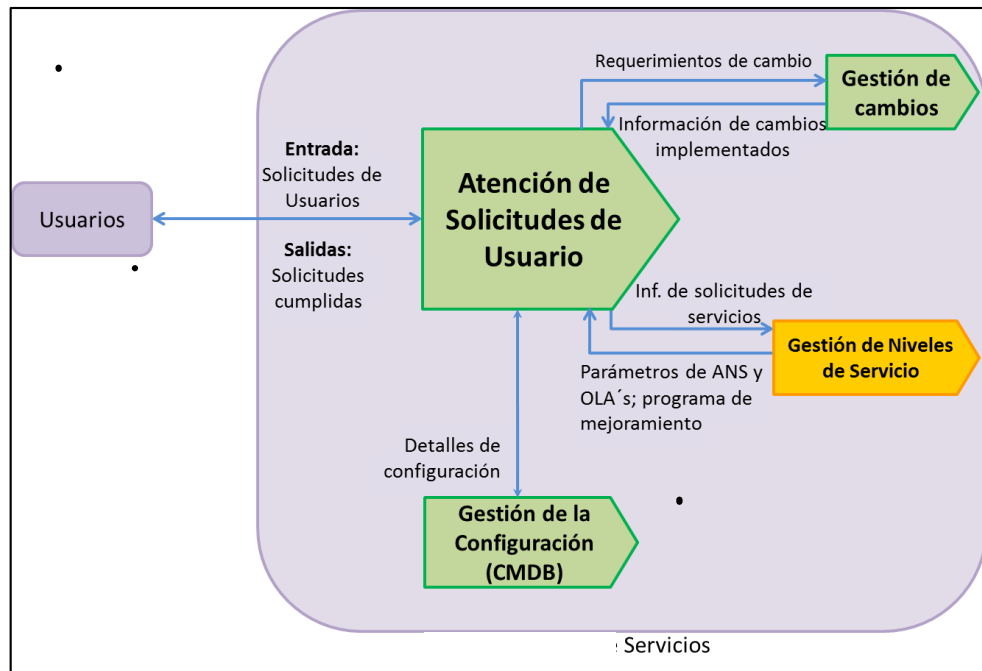 Requerimientos de cambio
Gestión de
cambios
Información de cambios
implementados
Entrada:
Solicitudes de
Usuarios
Atención de
Solicitudes de
Usuario
Usuarios
Salidas:
Solicitudes
cumplidas
Inf. de solicitudes de
servicios
Gestión de Niveles
de Servicio
Parámetros de ANS y
OLA´s; programa de
mejoramiento
Detalles de
configuración
Gestión de la
Configuración
(CMDB)
Servicios